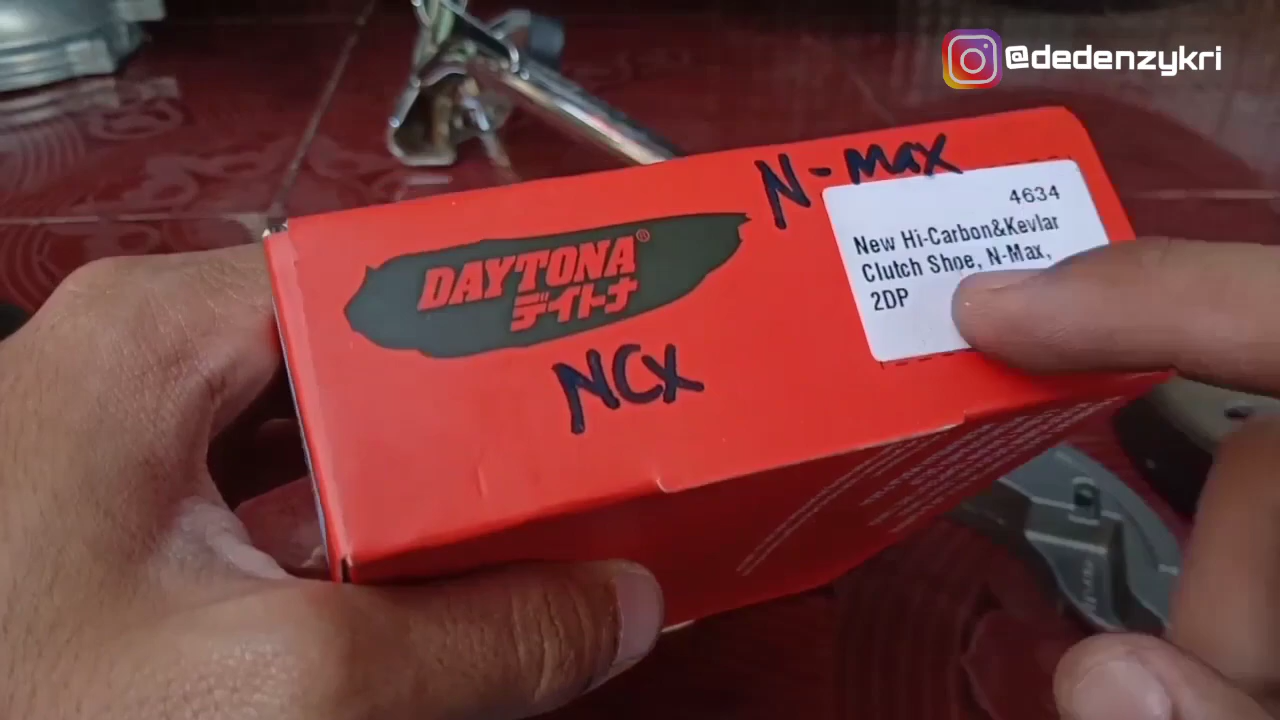 @dedenzykri
N-Max
4634
New Hi-Carbon&Kevlar
Clutch Shoe, N-Max,
2DP
DAYTONA®
デイトナ
NCX